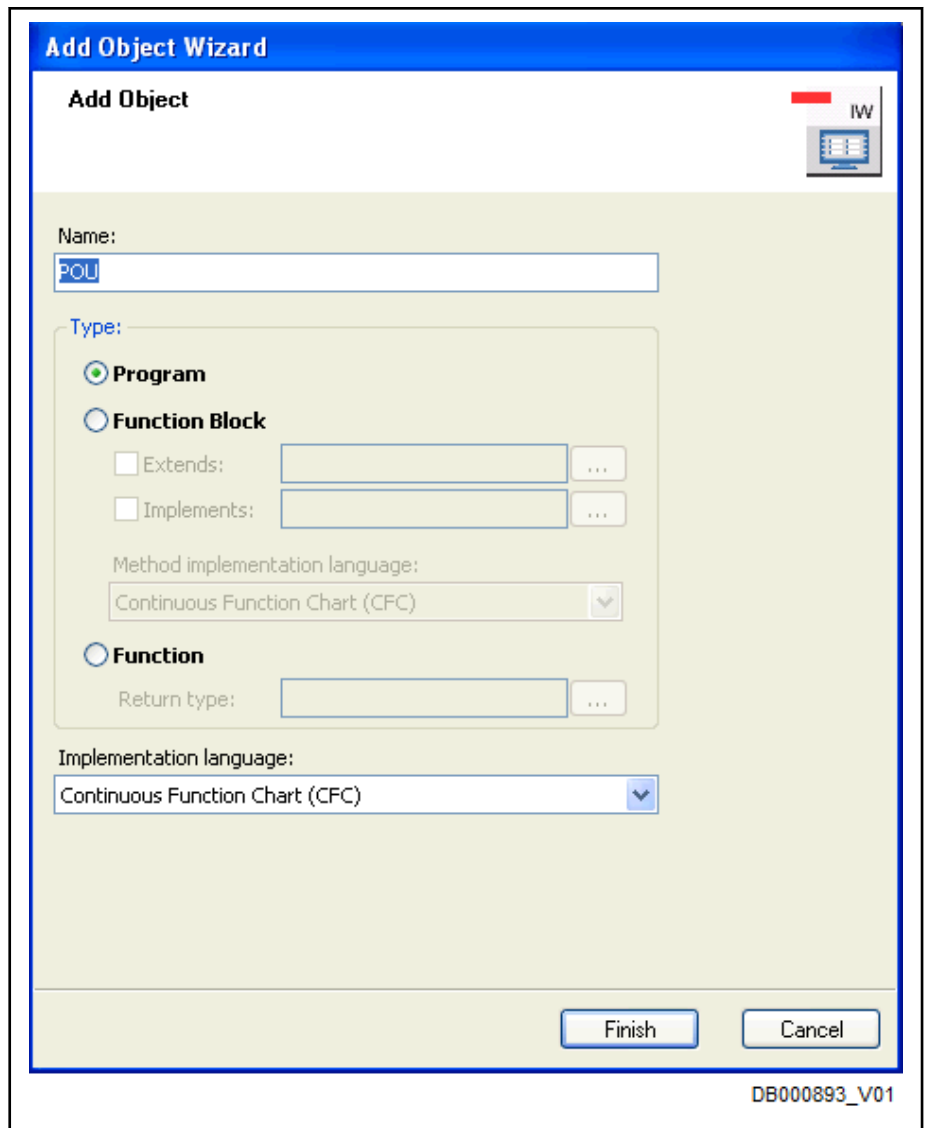 Add Object Wizard
Add Object
IW
Name:
POU
Type:
Program
Function Block
Extends:
...
Implements:
...
Method implementation language:
Continuous Function Chart (CFC)
Function
Return type:
...
Implementation language:
Continuous Function Chart (CFC)
Finish Cancel
DB000893_V01